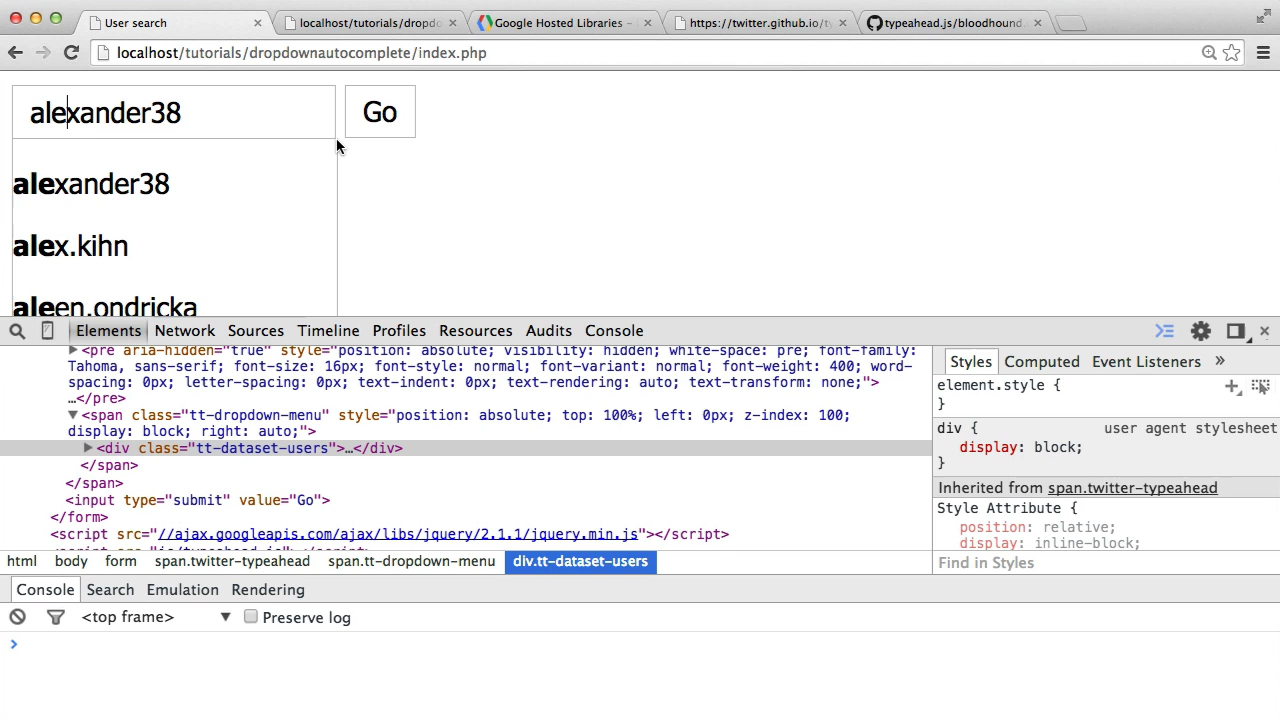 User search
localhost/tutorials/dropdo
Google Hosted Libraries –
https://twitter.github.io/ty
typeahead.js/bloodhound.
localhost/tutorials/dropdownautocomplete/index.php
alexander38
Go
alexander38
alex.kihn
aleen.ondricka
Elements Network Sources Timeline Profiles Resources Audits Console
<pre aria-hidden="true" style="position: absolute; visibility: hidden; white-space: pre; font-family:
Tahoma, sans-serif; font-size: 16px; font-style: normal; font-variant: normal; font-weight: 400; word-
spacing: 0px; letter-spacing: 0px; text-indent: 0px; text-rendering: auto; text-transform: none;">
…</pre>
<span class="tt-dropdown-menu" style="position: absolute; top: 100%; left: 0px; z-index: 100;
display: block; right: auto;">
<div class="tt-dataset-users">…</div>
</span>
</span>
<input type="submit" value="Go">
</form>
<script src="//ajax.googleapis.com/ajax/libs/jquery/2.1.1/jquery.min.js"></script>
<script src="js/typeahead.js"></script>
html body form span.twitter-typeahead span.tt-dropdown-menu div.tt-dataset-users
Styles Computed Event Listeners »
element.style {
}
div { user agent stylesheet
display: block;
}
Inherited from span.twitter-typeahead
Style Attribute {
position: relative;
display: inline-block;
Find in Styles
Console Search Emulation Rendering
<top frame> Preserve log